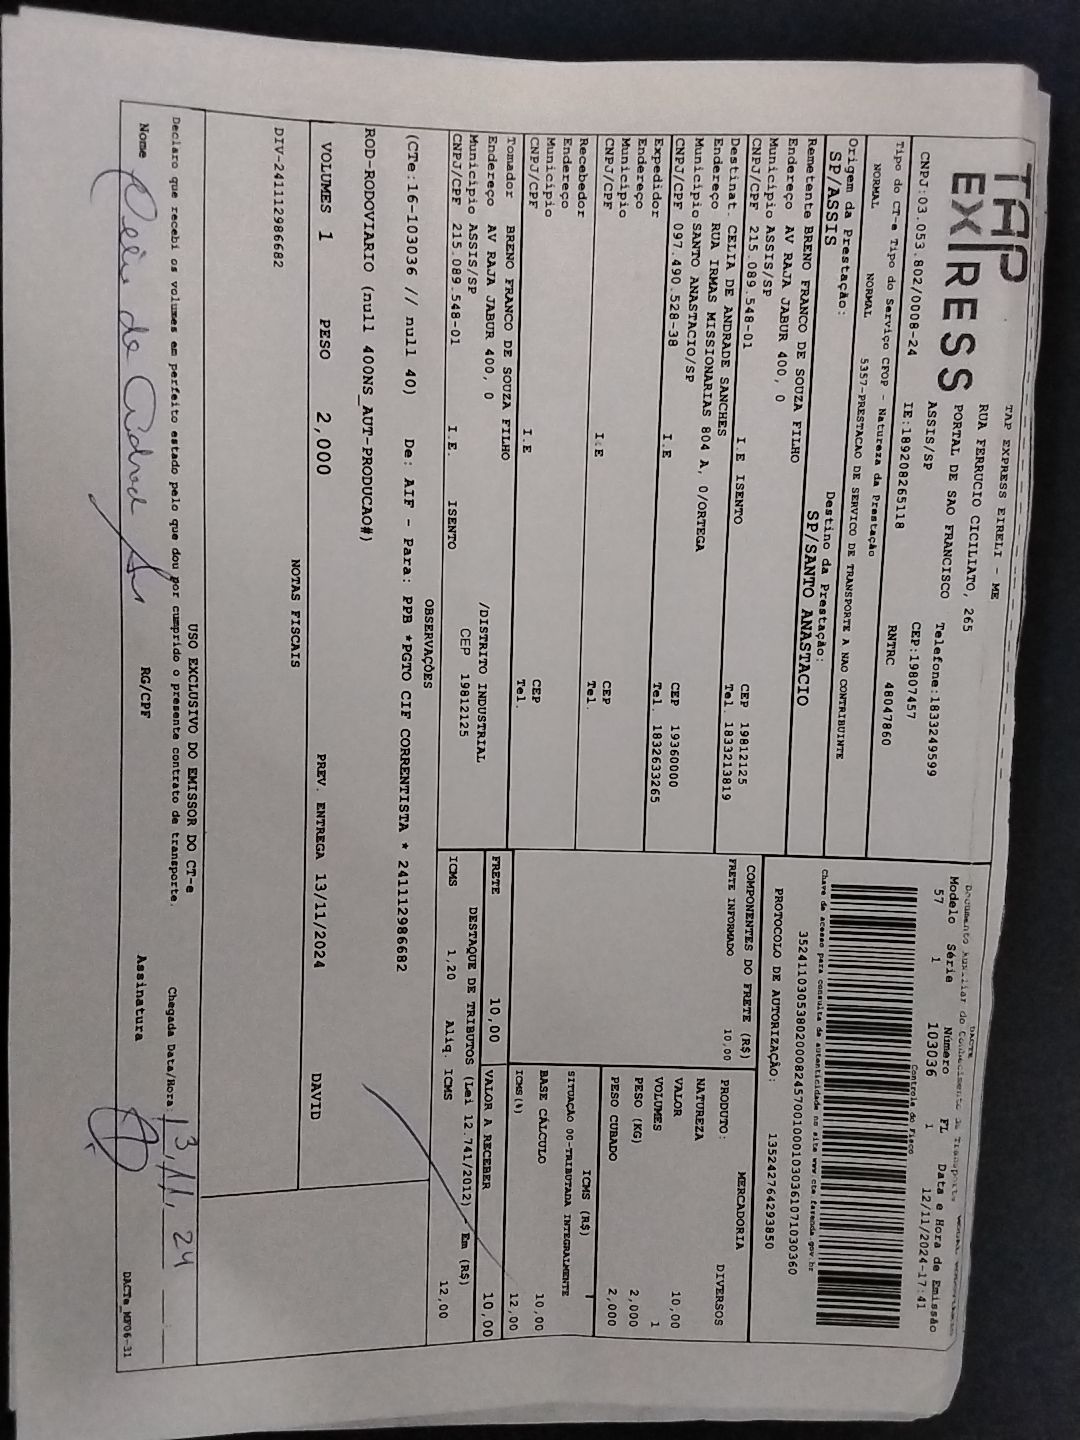 TAP
EXPRESS
TAP EXPRESS EIRELI - ME
RUA FERRUCIO CICILIATO, 265
PORTAL DE SAO FRANCISCO
ASSIS/SP
Telefone:1833249599
CEP:19807457
CNPJ:03.053.802/0008-24
IE:189208265118
RNTRC 48047860
Tipo do CT-e Tipo do Serviço CFOP - Natureza da Prestação
NORMAL NORMAL 5357-PRESTACAO DE SERVICO DE TRANSPORTE A NAO CONTRIBUINTE
Origem da Prestação: Destino da Prestação:
SP/ASSIS SP/SANTO ANASTACIO
DACTE
Documento Auxiliar do Conhecimento de Transporte
Modelo Série Número FL Data e Hora de Emissão
57 1 103036 1 12/11/2024-17:41
Controle do Fisco
Chave de acesso para consulta de autenticidade no site www.cte.fazenda.gov.br
35241103053802000824570010001030361071030360
PROTOCOLO DE AUTORIZAÇÃO: 135242764293850
Remetente BRENO FRANCO DE SOUZA FILHO
Endereço AV RAJA JABUR 400, 0
Município ASSIS/SP CEP 19812125
CNPJ/CPF 215.089.548-01 I.E ISENTO Tel. 1833213819
Destinat. CELIA DE ANDRADE SANCHES
Endereço RUA IRMAS MISSIONARIAS 804 A, 0/ORTEGA
Município SANTO ANASTACIO/SP CEP 19360000
CNPJ/CPF 097.490.528-38 I.E Tel. 1832633265
Expedidor
Endereço
Município CEP
CNPJ/CPF I.E Tel.
Recebedor
Endereço
Município CEP
CNPJ/CPF I.E Tel.
Tomador BRENO FRANCO DE SOUZA FILHO
Endereço AV RAJA JABUR 400, 0 /DISTRITO INDUSTRIAL
Município ASSIS/SP CEP 19812125
CNPJ/CPF 215.089.548-01 I.E. ISENTO
COMPONENTES DO FRETE (R$)
FRETE INFORMADO 10,00
PRODUTO: MERCADORIA
NATUREZA DIVERSOS
VALOR 10,00
VOLUMES 1
PESO (KG) 2,000
PESO CUBADO 2,000
ICMS (R$)
SITUAÇÃO 00-TRIBUTADA INTEGRALMENTE
BASE CÁLCULO 10,00
ICMS(%) 12,00
FRETE 10,00 VALOR A RECEBER 10,00
DESTAQUE DE TRIBUTOS (Lei 12.741/2012) - Em (R$)
ICMS 1,20 Aliq. ICMS 12,00
OBSERVAÇÕES
(CTe:16-103036 // null 40) De: AIF - Para: PPB *PGTO CIF CORRENTISTA * 241112986682
ROD-RODOVIARIO (null 400NS_AUT-PRODUCAO#)
VOLUMES 1 PESO 2,000 PREV. ENTREGA 13/11/2024 DAVID
NOTAS FISCAIS
DIV-241112986682
USO EXCLUSIVO DO EMISSOR DO CT-e
Declaro que recebi os volumes em perfeito estado pelo que dou por cumprido o presente contrato de transporte. Chegada Data/Hora: 13, 11, 24
Nome Celia de Andrade RG/CPF Assinatura
DACTe_MF06-31